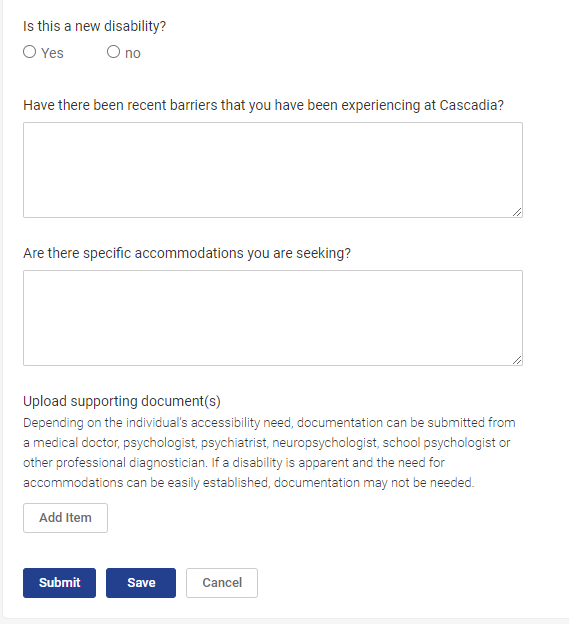 Is this a new disability?
Yes no
Have there been recent barriers that you have been experiencing at Cascadia?
Are there specific accommodations you are seeking?
Upload supporting document(s)
Depending on the individual's accessibility need, documentation can be submitted from
a medical doctor, psychologist, psychiatrist, neuropsychologist, school psychologist or
other professional diagnostician. If a disability is apparent and the need for
accommodations can be easily established, documentation may not be needed.
Add Item
Submit Save Cancel